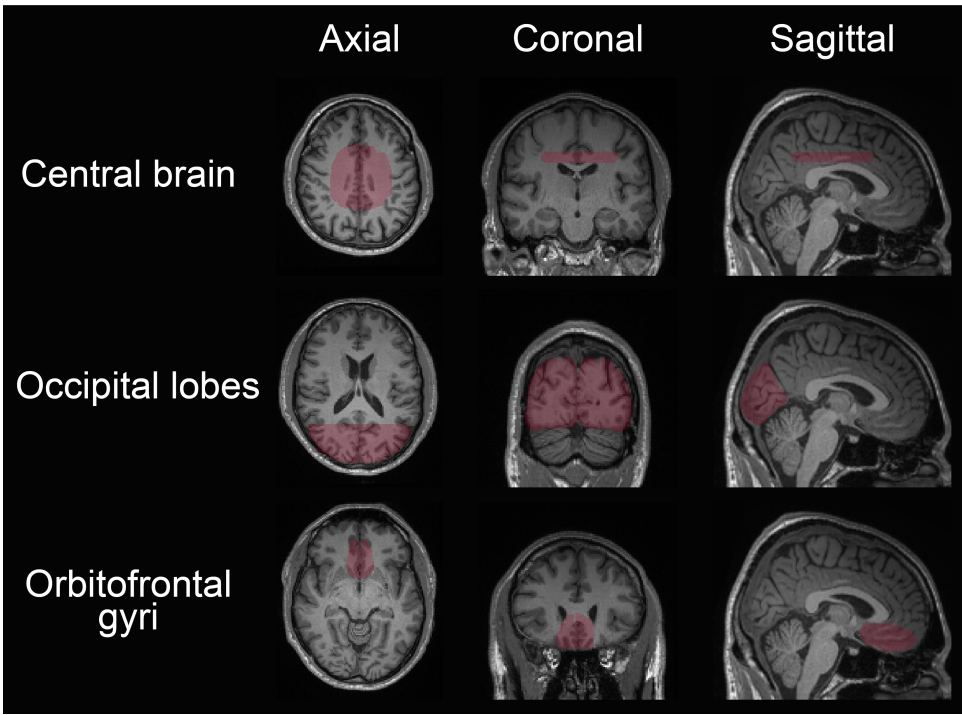 Axial Coronal Sagittal
Central brain
Occipital lobes
Orbitofrontal
gyri